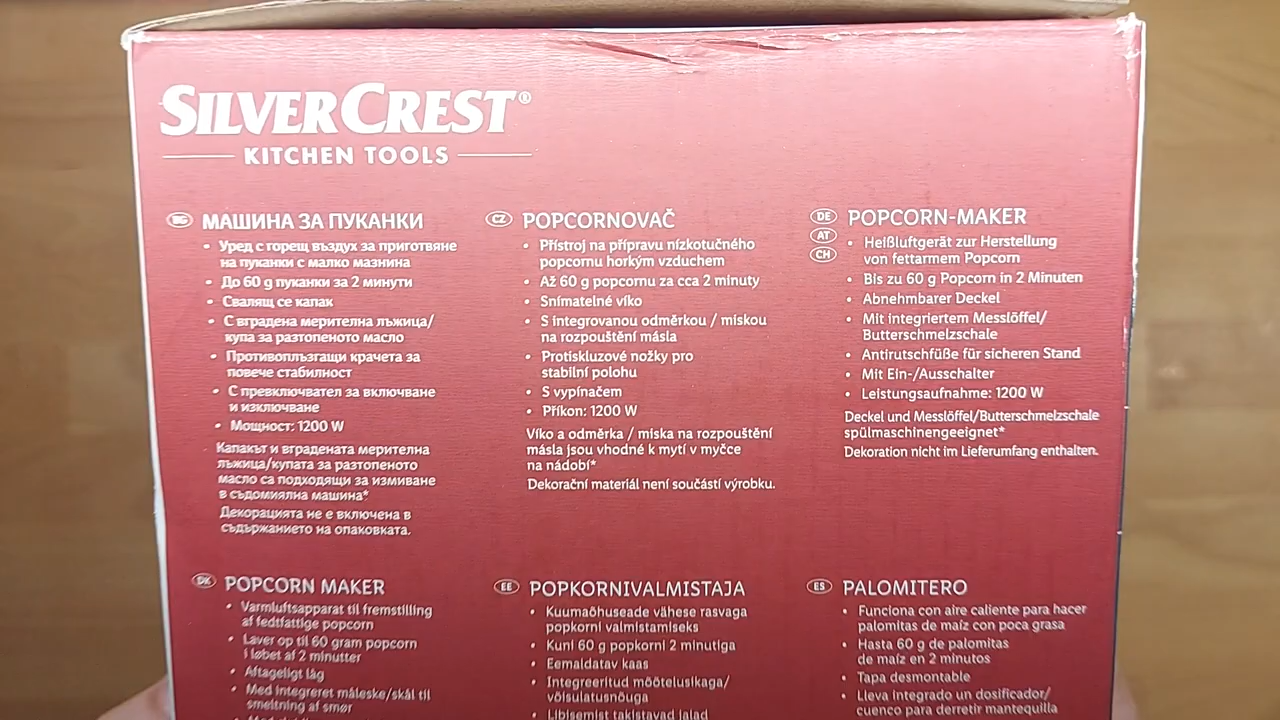 SILVERCREST®
KITCHEN TOOLS
BG МАШИНА ЗА ПУКАНКИ
• Уред с горещ въздух за приготвяне
на пуканки с малко мазнина
• До 60 g пуканки за 2 минути
• Свалящ се капак
• С вградена мерителна лъжица/
купа за разтопеното масло
• Противоплъзгащи крачета за
повече стабилност
• С превключвател за включване
и изключване
• Мощност: 1200 W
Капакът и вградената мерителна
лъжица/купата за разтопеното
масло са подходящи за измиване
в съдомиялна машина*
Декорацията не е включена в
съдържанието на опаковката.
CZ POPCORNOVAČ
• Přístroj na přípravu nízkotučného
popcornu horkým vzduchem
• Až 60 g popcornu za cca 2 minuty
• Snímatelné víko
• S integrovanou odměrkou / miskou
na rozpouštění másla
• Protiskluzové nožky pro
stabilní polohu
• S vypínačem
• Příkon: 1200 W
Víko a odměrka / miska na rozpouštění
másla jsou vhodné k mytí v myčce
na nádobí*
Dekorační materiál není součástí výrobku.
DE POPCORN-MAKER
AT
CH
• Heißluftgerät zur Herstellung
von fettarmem Popcorn
• Bis zu 60 g Popcorn in 2 Minuten
• Abnehmbarer Deckel
• Mit integriertem Messlöffel/
Butterschmelzschale
• Antirutschfüße für sicheren Stand
• Mit Ein-/Ausschalter
• Leistungsaufnahme: 1200 W
Deckel und Messlöffel/Butterschmelzschale
spülmaschinengeeignet*
Dekoration nicht im Lieferumfang enthalten.
DK POPCORN MAKER
• Varmluftsapparat til fremstilling
af fedtfattige popcorn
• Laver op til 60 gram popcorn
i løbet af 2 minutter
• Aftageligt låg
• Med integreret måleske/skål til
smeltning af smør
EE POPKORNIVALMISTAJA
• Kuumaõhuseade vähese rasvaga
popkorni valmistamiseks
• Kuni 60 g popkorni 2 minutiga
• Eemaldatav kaas
• Integreeritud mõõtelusikaga/
võisulatusnõuga
• Libisemist takistavad jalad
ES PALOMITERO
• Funciona con aire caliente para hacer
palomitas de maíz con poca grasa
• Hasta 60 g de palomitas
de maíz en 2 minutos
• Tapa desmontable
• Lleva integrado un dosificador/
cuenco para derretir mantequilla